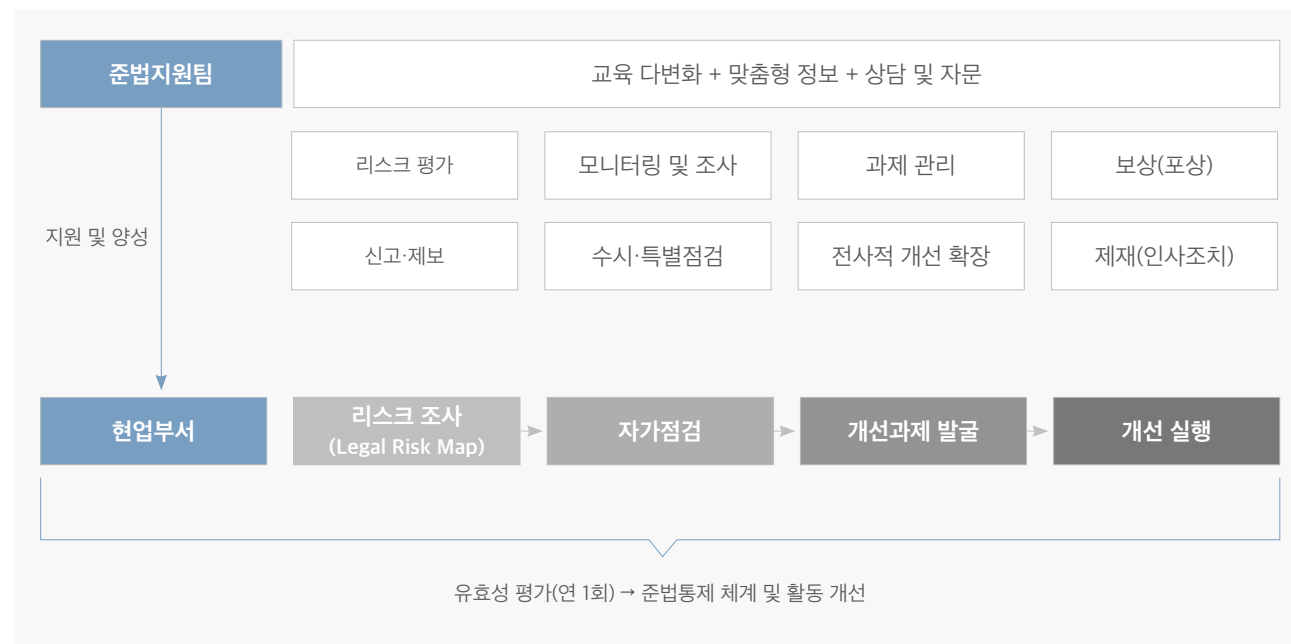 준법지원팀
교육 다변화 + 맞춤형 정보 + 상담 및 자문
리스크 평가
모니터링 및 조사
과제 관리
보상(포상)
지원 및 양성
신고·제보
수시·특별점검
전사적 개선 확장
제재(인사조치)
현업부서
리스크 조사
(Legal Risk Map)
자가점검
개선과제 발굴
개선 실행
유효성 평가(연 1회) → 준법통제 체계 및 활동 개선